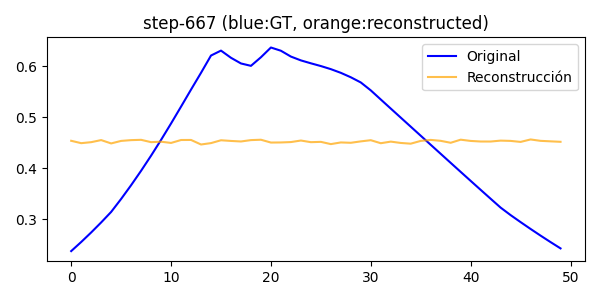 step-667 (blue:GT, orange:reconstructed)
Original
Reconstrucción
0.6
0.5
0.4
0.3
0 10 20 30 40 50